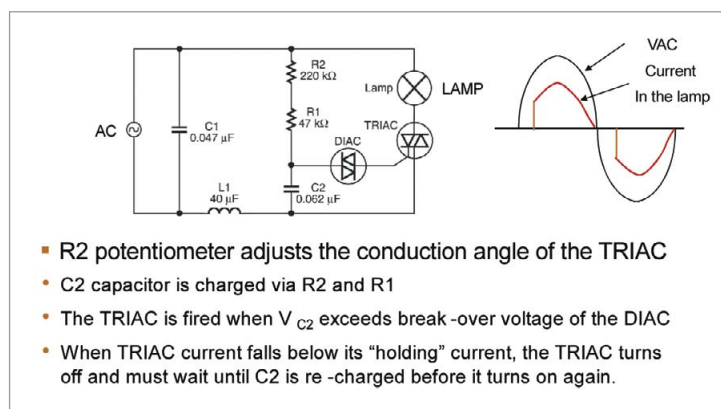 R2
220 kΩ
R1
47 kΩ
C1
0.047 µF
AC
L1
40 µF
C2
0.062 µF
DIAC
TRIAC
Lamp
LAMP
VAC
Current
In the lamp
R2 potentiometer adjusts the conduction angle of the TRIAC
C2 capacitor is charged via R2 and R1
The TRIAC is fired when V C2 exceeds break -over voltage of the DIAC
When TRIAC current falls below its “holding” current, the TRIAC turns
off and must wait until C2 is re -charged before it turns on again.